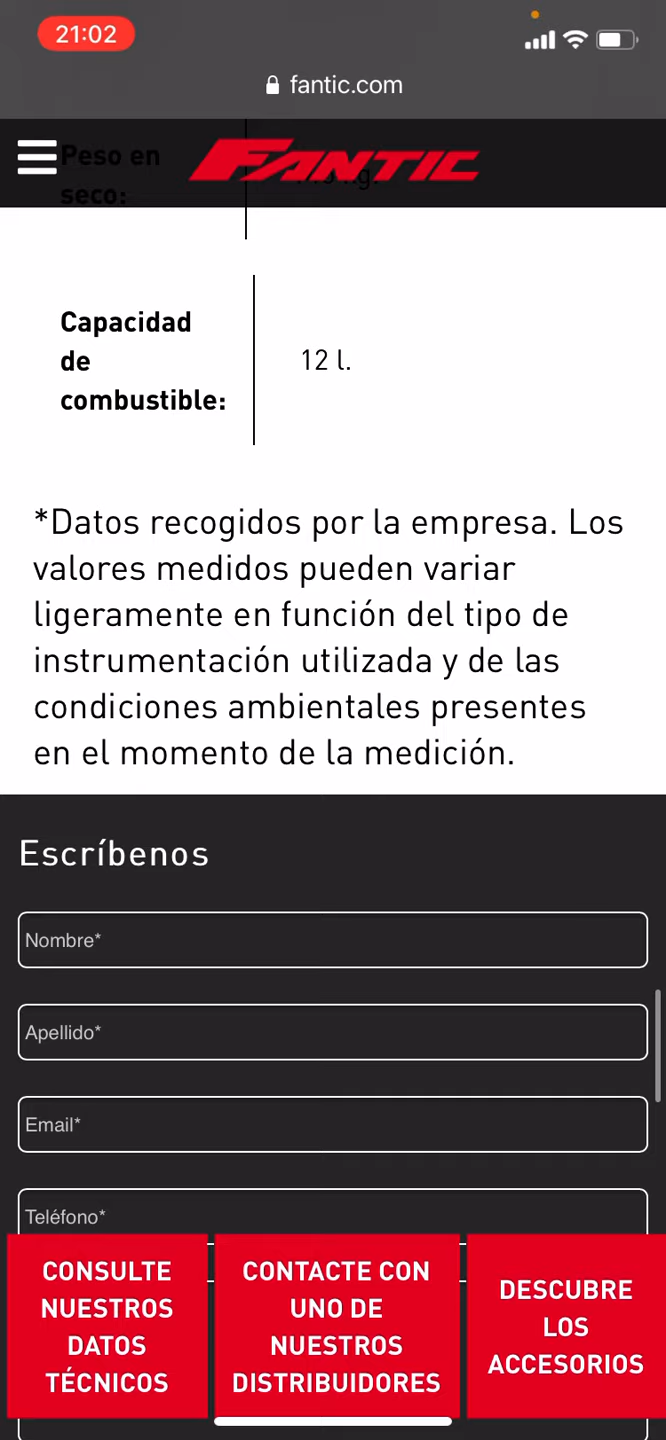 21:02
fantic.com
Peso en
seco:
FANTIC
kg.
Capacidad
de
combustible:
12 l.
*Datos recogidos por la empresa. Los
valores medidos pueden variar
ligeramente en función del tipo de
instrumentación utilizada y de las
condiciones ambientales presentes
en el momento de la medición.
Escríbenos
Nombre*
Apellido*
Email*
Teléfono*
CONSULTE
NUESTROS
DATOS
TÉCNICOS
CONTACTE CON
UNO DE
NUESTROS
DISTRIBUIDORES
DESCUBRE
LOS
ACCESORIOS